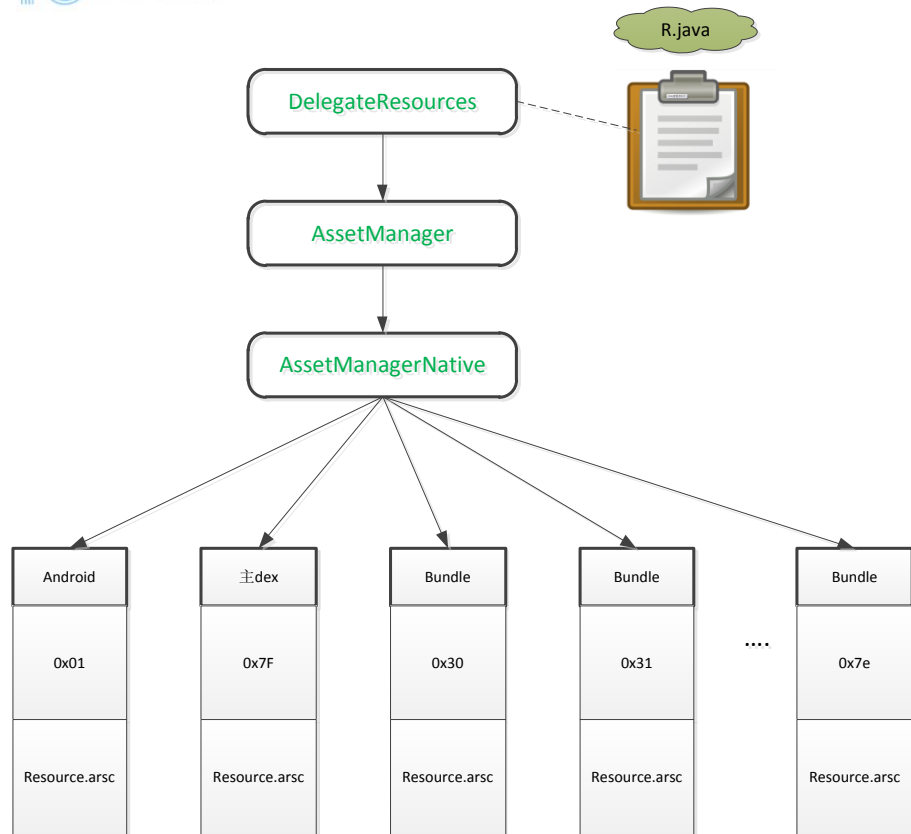 R.java
DelegateResources
AssetManager
AssetManagerNative
Android
主dex
Bundle
Bundle
Bundle
0x01
0x7F
0x30
0x31
....
0x7e
Resource.arsc
Resource.arsc
Resource.arsc
Resource.arsc
Resource.arsc